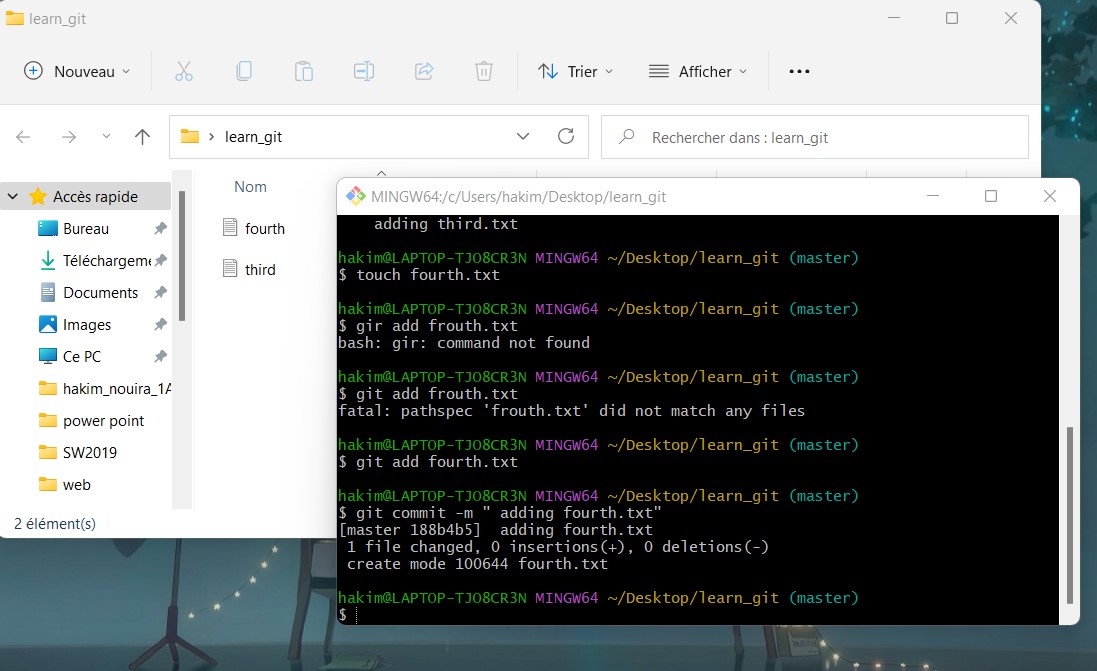 learn_git
Nouveau
Trier
Afficher
learn_git
Rechercher dans : learn_git
Accès rapide
Bureau
Téléchargeme
Documents
Images
Ce PC
hakim_nouira_1A
power point
SW2019
web
Nom
fourth
third
2 élément(s)
MINGW64:/c/Users/hakim/Desktop/learn_git
adding third.txt
hakim@LAPTOP-TJO8CR3N MINGW64 ~/Desktop/learn_git (master)
$ touch fourth.txt
hakim@LAPTOP-TJO8CR3N MINGW64 ~/Desktop/learn_git (master)
$ gir add frouth.txt
bash: gir: command not found
hakim@LAPTOP-TJO8CR3N MINGW64 ~/Desktop/learn_git (master)
$ git add frouth.txt
fatal: pathspec 'frouth.txt' did not match any files
hakim@LAPTOP-TJO8CR3N MINGW64 ~/Desktop/learn_git (master)
$ git add fourth.txt
hakim@LAPTOP-TJO8CR3N MINGW64 ~/Desktop/learn_git (master)
$ git commit -m " adding fourth.txt"
[master 188b4b5]  adding fourth.txt
1 file changed, 0 insertions(+), 0 deletions(-)
create mode 100644 fourth.txt
hakim@LAPTOP-TJO8CR3N MINGW64 ~/Desktop/learn_git (master)
$